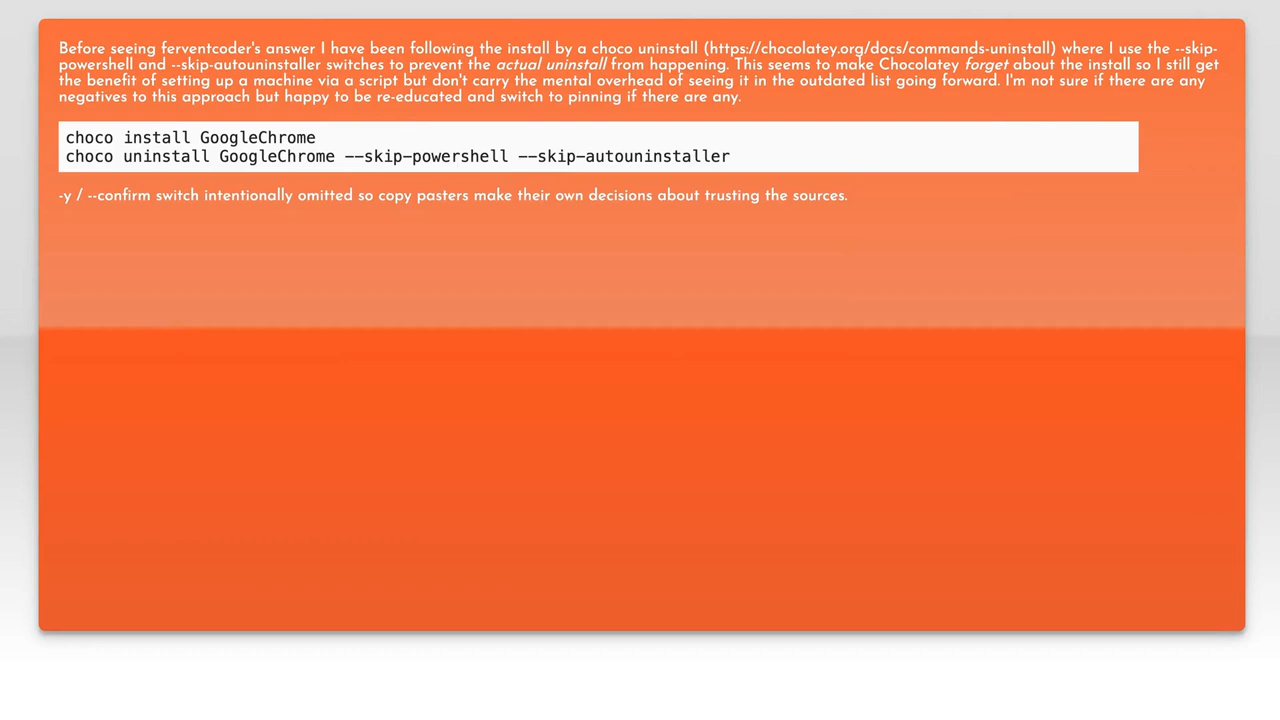 Before seeing ferventcoder's answer I have been following the install by a choco uninstall (https://chocolatey.org/docs/commands-uninstall) where I use the --skip-
powershell and --skip-autouninstaller switches to prevent the actual uninstall from happening. This seems to make Chocolatey forget about the install so I still get
the benefit of setting up a machine via a script but don't carry the mental overhead of seeing it in the outdated list going forward. I'm not sure if there are any
negatives to this approach but happy to be re-educated and switch to pinning if there are any.
choco install GoogleChrome
choco uninstall GoogleChrome --skip-powershell --skip-autouninstaller
-y / --confirm switch intentionally omitted so copy pasters make their own decisions about trusting the sources.